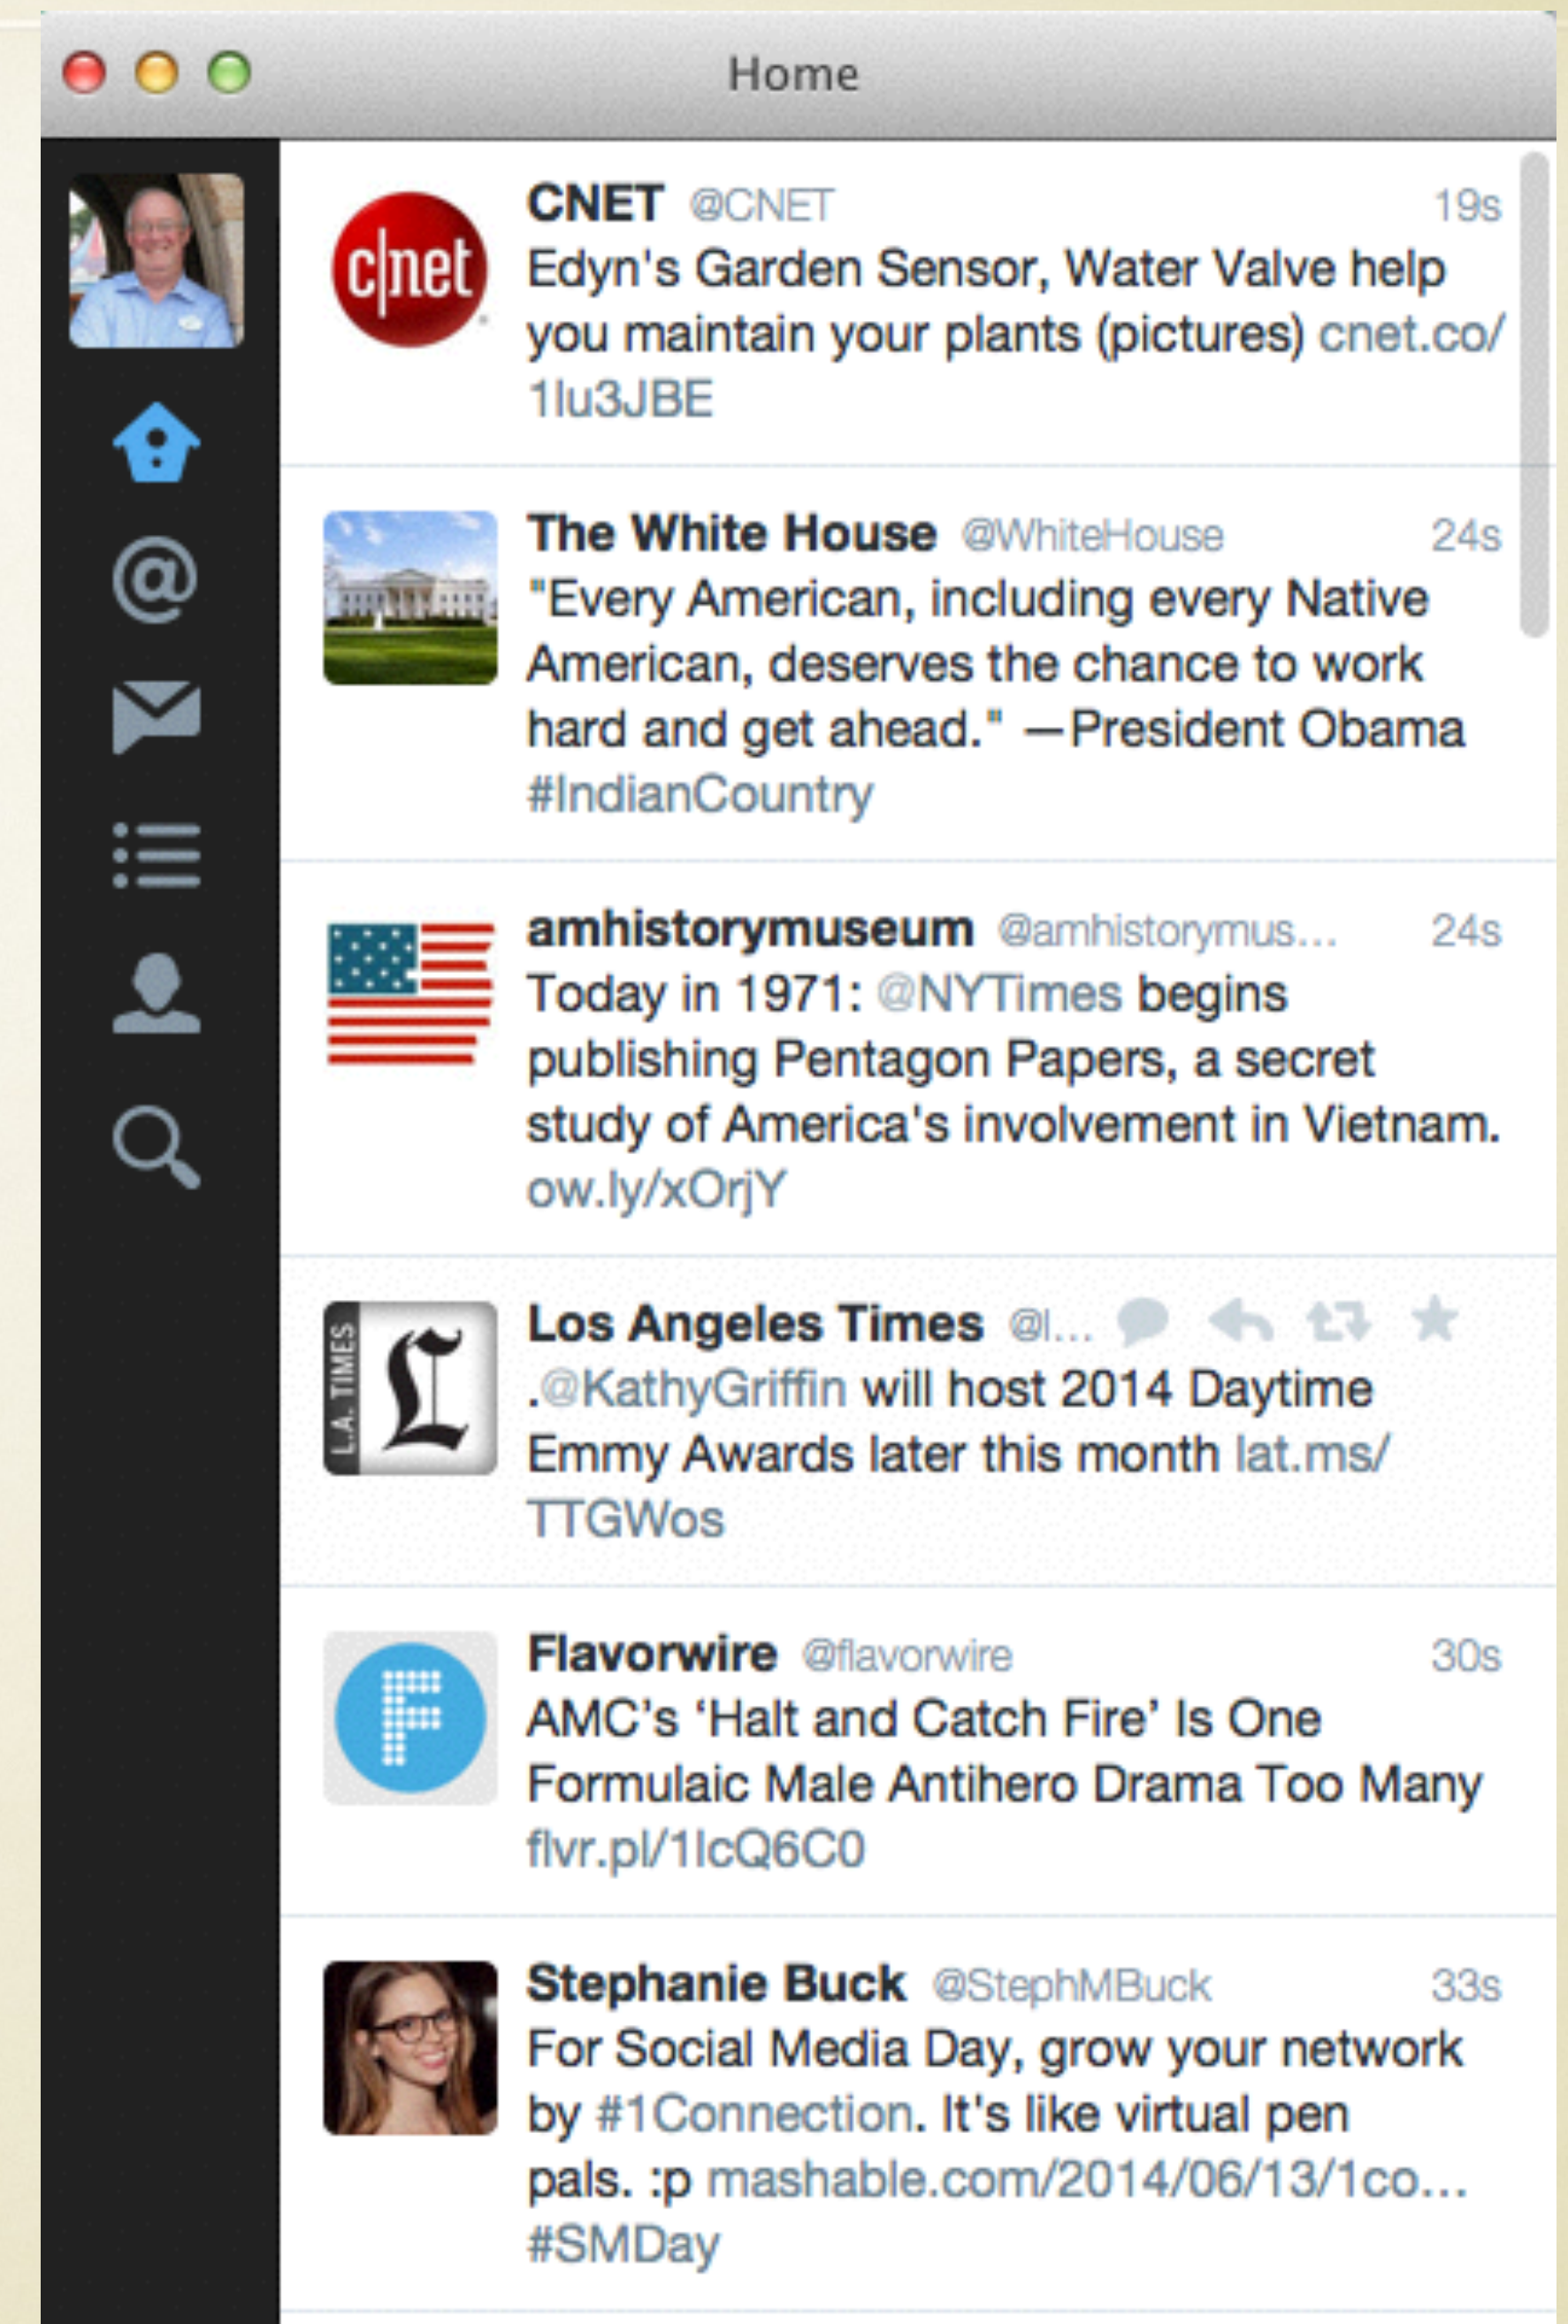 Home
CNET @CNET 19s
c|net
Edyn's Garden Sensor, Water Valve help
you maintain your plants (pictures) cnet.co/
1lu3JBE
The White House @WhiteHouse 24s
"Every American, including every Native
American, deserves the chance to work
hard and get ahead." —President Obama
#IndianCountry
amhistorymuseum @amhistorymus... 24s
Today in 1971: @NYTimes begins
publishing Pentagon Papers, a secret
study of America's involvement in Vietnam.
ow.ly/xOrjY
L.A. TIMES
L
Los Angeles Times @l...
.@KathyGriffin will host 2014 Daytime
Emmy Awards later this month lat.ms/
TTGWos
F
Flavorwire @flavorwire 30s
AMC's ‘Halt and Catch Fire’ Is One
Formulaic Male Antihero Drama Too Many
flvr.pl/1lcQ6C0
Stephanie Buck @StephMBuck 33s
For Social Media Day, grow your network
by #1Connection. It's like virtual pen
pals. :p mashable.com/2014/06/13/1co...
#SMDay